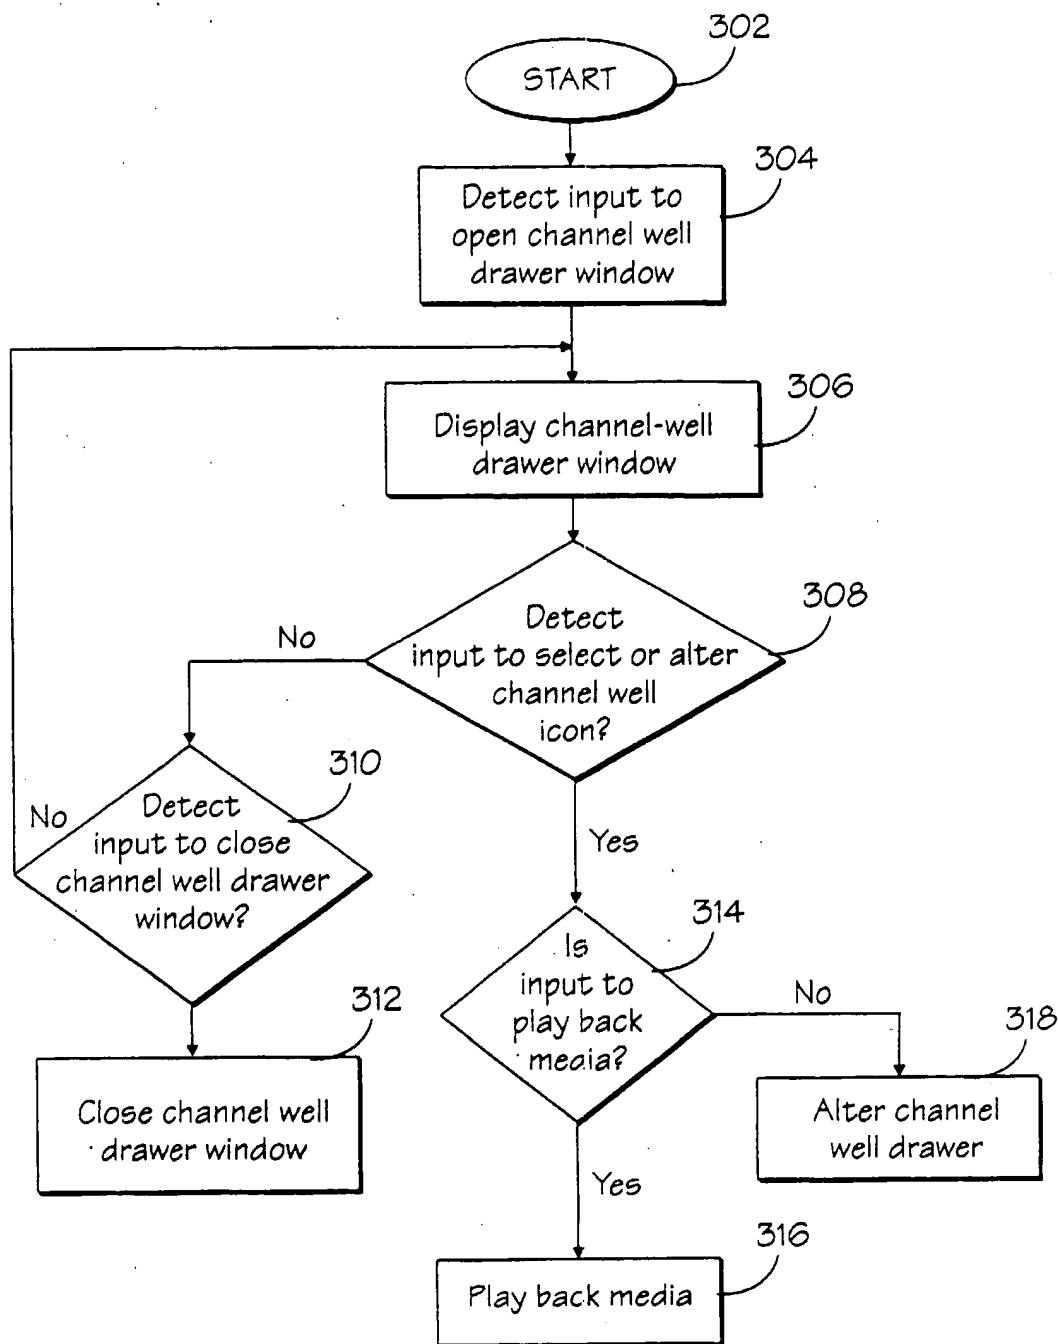 302
START
304
Detect input to
open channel well
drawer window
306
Display channel-well
drawer window
308
Detect
input to select or alter
channel well
icon?
No
310
Detect
input to close
channel well drawer
window?
No
Yes
312
Close channel well
drawer window
314
Is
input to
play back
media?
No
318
Alter channel
well drawer
Yes
316
Play back media